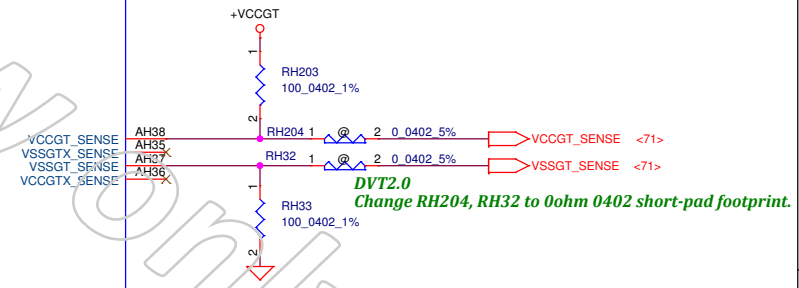 +VCCGT
1
RH203
100_0402_1%
2
VCCGT_SENSE AH38 RH204 1 @ 2 0_0402_5% VCCGT_SENSE <71>
VSSGTX_SENSE AH35
VSSGT_SENSE AH37 RH32 1 @ 2 0_0402_5% VSSGT_SENSE <71>
VCCGTX_SENSE AH36
DVT2.0
Change RH204, RH32 to 0ohm 0402 short-pad footprint.
1
RH33
100_0402_1%
2